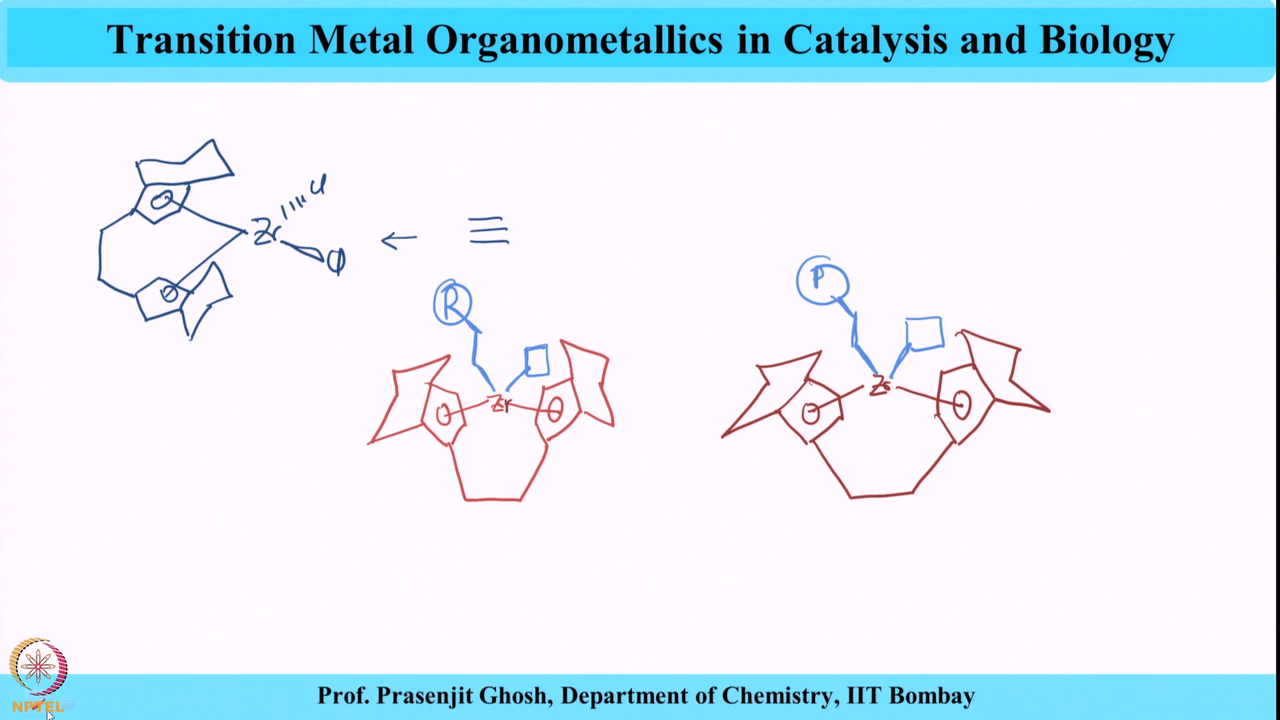 Transition Metal Organometallics in Catalysis and Biology
Zr
Cl
← ≡
R
P
Zr
Zr
NPTEL
Prof. Prasenjit Ghosh, Department of Chemistry, IIT Bombay